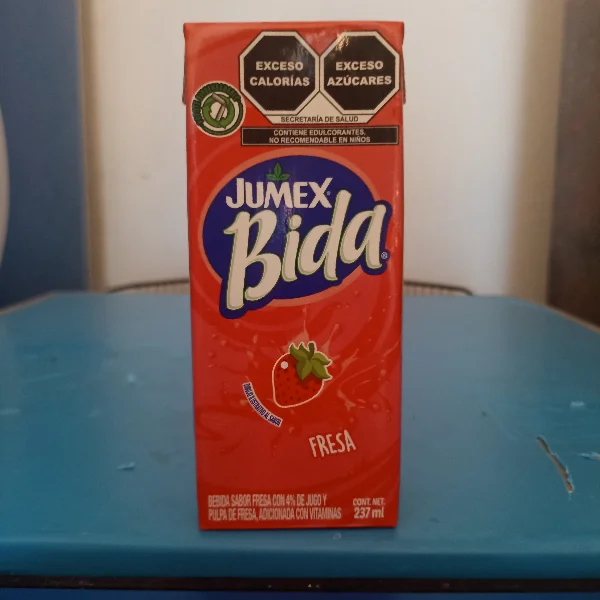 EXCESO
CALORÍAS
EXCESO
AZÚCARES
SECRETARÍA DE SALUD
CONTIENE EDULCORANTES,
NO RECOMENDABLE EN NIÑOS
JUMEX®
Bida®
FRESA
BEBIDA SABOR FRESA CON 4% DE JUGO Y
PULPA DE FRESA, ADICIONADA CON VITAMINAS
CONT. NET.
237 ml